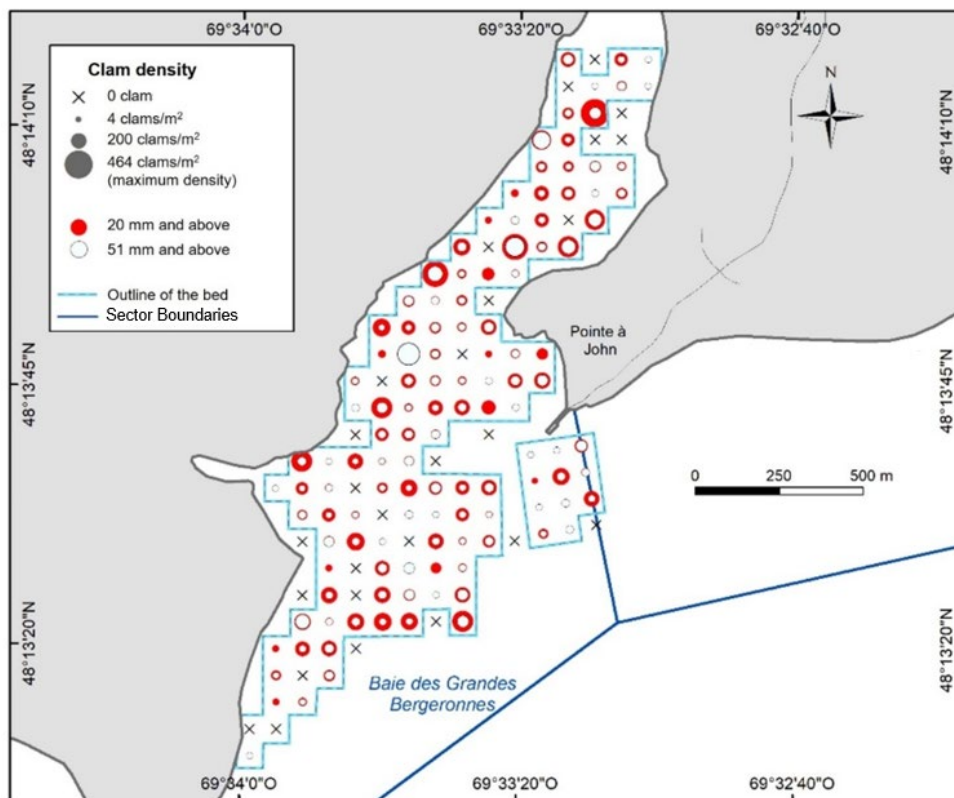 69°34'0"O
69°33'20"O
69°32'40"O
Clam density
0 clam
4 clams/m²
200 clams/m²
464 clams/m²
(maximum density)
20 mm and above
51 mm and above
Outline of the bed
Sector Boundaries
N
48°14'10"N
48°14'10"N
Pointe à
John
48°13'45"N
48°13'45"N
0 250 500 m
48°13'20"N
48°13'20"N
Baie des Grandes
Bergeronnes
69°34'0"O
69°33'20"O
69°32'40"O